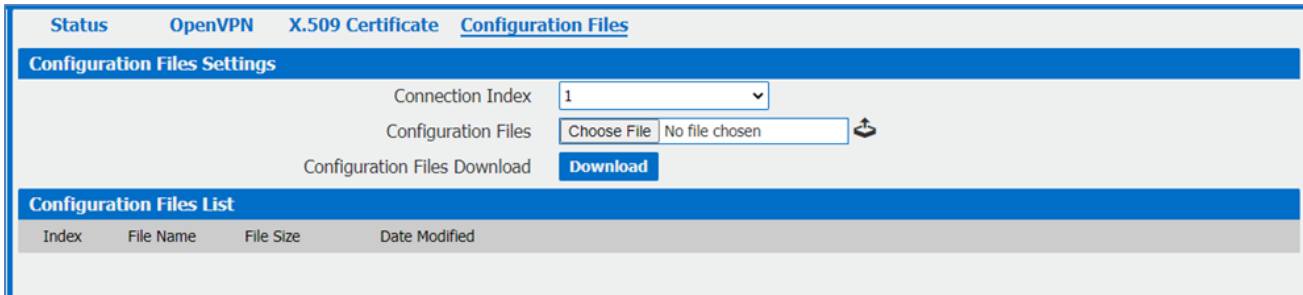 Status OpenVPN X.509 Certificate Configuration Files
Configuration Files Settings
Connection Index 1
Configuration Files Choose File No file chosen
Configuration Files Download Download
Configuration Files List
Index File Name File Size Date Modified